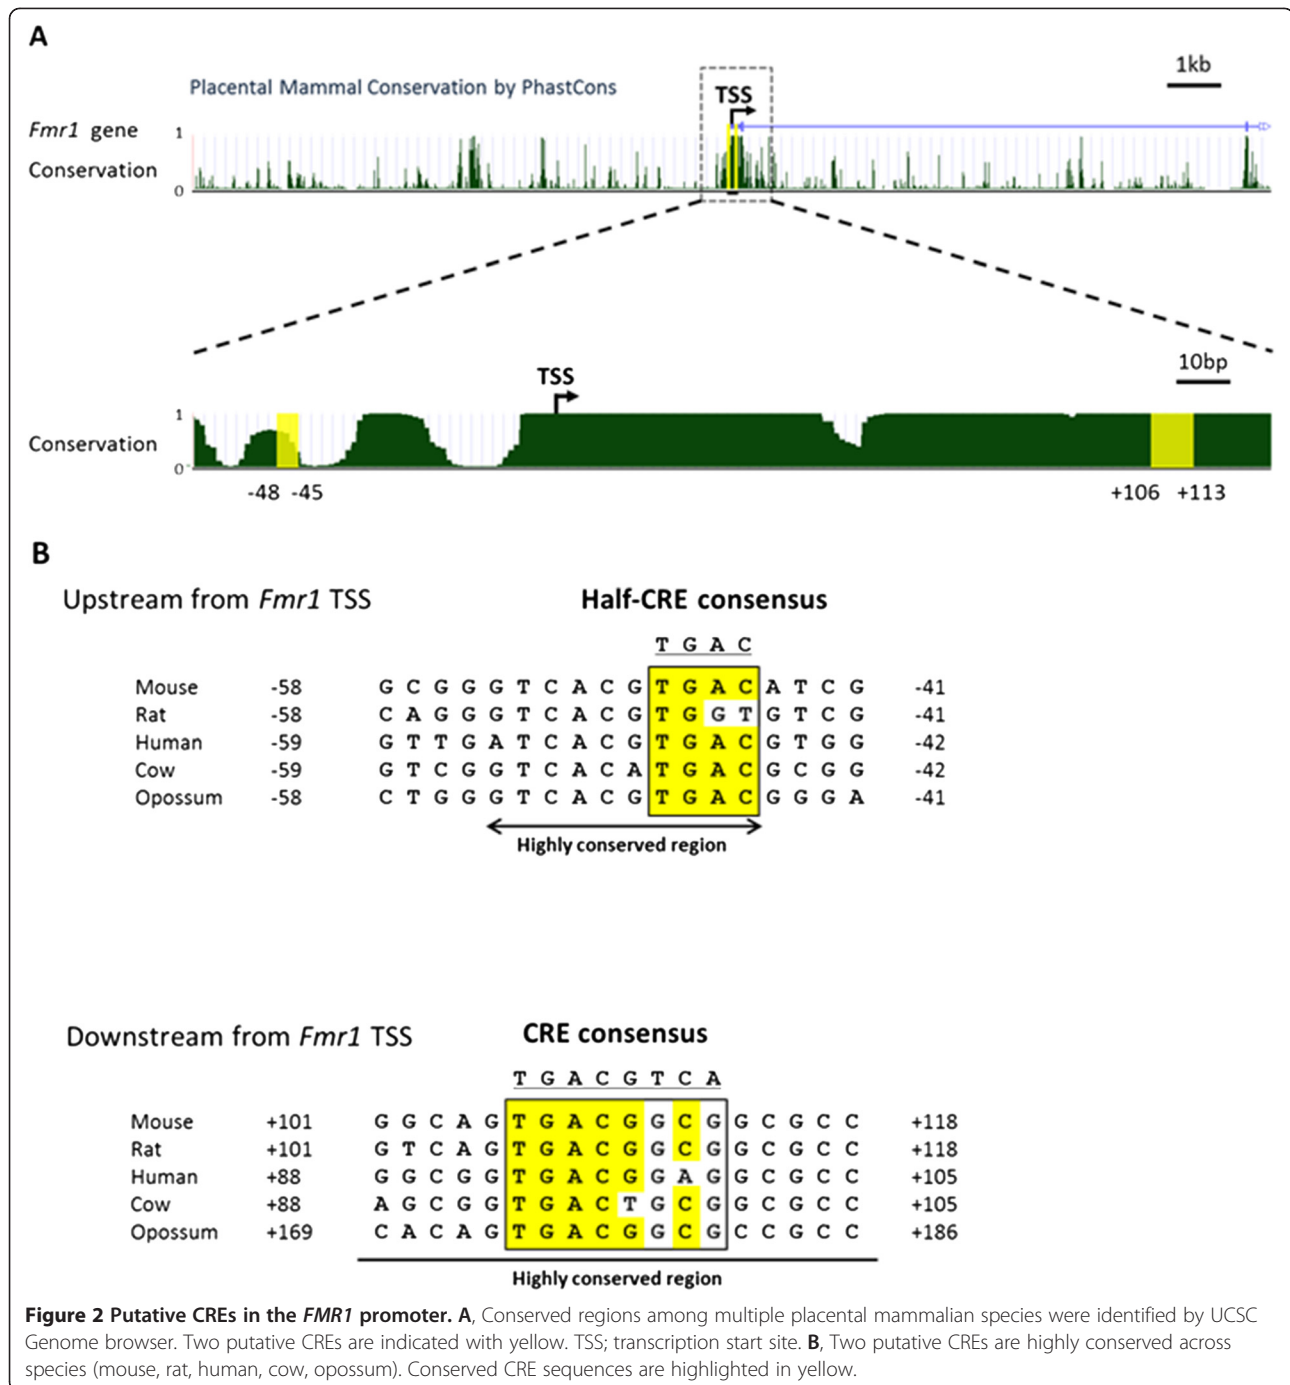 A
Placental Mammal Conservation by PhastCons
1kb
TSS
Fmr1 gene
1
Conservation
0
TSS
10bp
1
Conservation
0
-48 -45 +106 +113
B
Upstream from Fmr1 TSS Half-CRE consensus
T G A C
Mouse -58 G C G G G T C A C G T G A C A T C G -41
Rat -58 C A G G G T C A C G T G G T G T C G -41
Human -59 G T T G A T C A C G T G A C G T G G -42
Cow -59 G T C G G T C A C A T G A C G C G G -42
Opossum -58 C T G G G T C A C G T G A C G G G A -41
Highly conserved region
Downstream from Fmr1 TSS CRE consensus
T G A C G T C A
Mouse +101 G G C A G T G A C G G C G G C G C C +118
Rat +101 G T C A G T G A C G G C G G C G C C +118
Human +88 G G C G G T G A C G G A G G C G C C +105
Cow +88 A G C G G T G A C T G C G G C G C C +105
Opossum +169 C A C A G T G A C G G C G C C G C C +186
Highly conserved region
Figure 2 Putative CREs in the FMR1 promoter. A, Conserved regions among multiple placental mammalian species were identified by UCSC
Genome browser. Two putative CREs are indicated with yellow. TSS; transcription start site. B, Two putative CREs are highly conserved across
species (mouse, rat, human, cow, opossum). Conserved CRE sequences are highlighted in yellow.